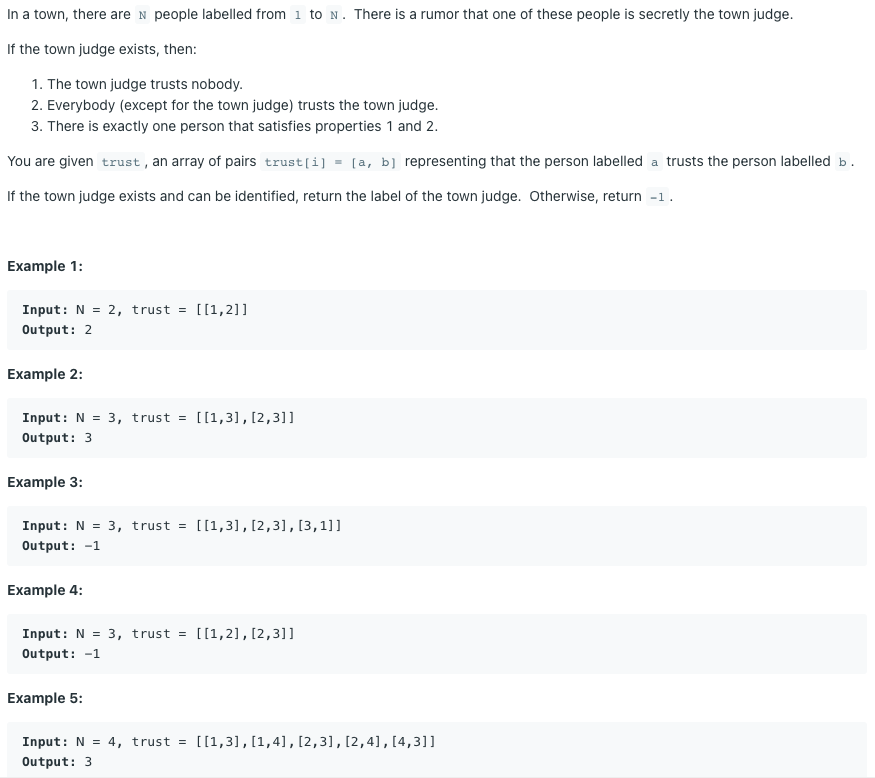 In a town, there are N people labelled from 1 to N. There is a rumor that one of these people is secretly the town judge.
If the town judge exists, then:
1. The town judge trusts nobody.
2. Everybody (except for the town judge) trusts the town judge.
3. There is exactly one person that satisfies properties 1 and 2.
You are given trust, an array of pairs trust[i] = [a, b] representing that the person labelled a trusts the person labelled b.
If the town judge exists and can be identified, return the label of the town judge. Otherwise, return -1.
Example 1:
Input: N = 2, trust = [[1,2]]
Output: 2
Example 2:
Input: N = 3, trust = [[1,3],[2,3]]
Output: 3
Example 3:
Input: N = 3, trust = [[1,3],[2,3],[3,1]]
Output: -1
Example 4:
Input: N = 3, trust = [[1,2],[2,3]]
Output: -1
Example 5:
Input: N = 4, trust = [[1,3],[1,4],[2,3],[2,4],[4,3]]
Output: 3